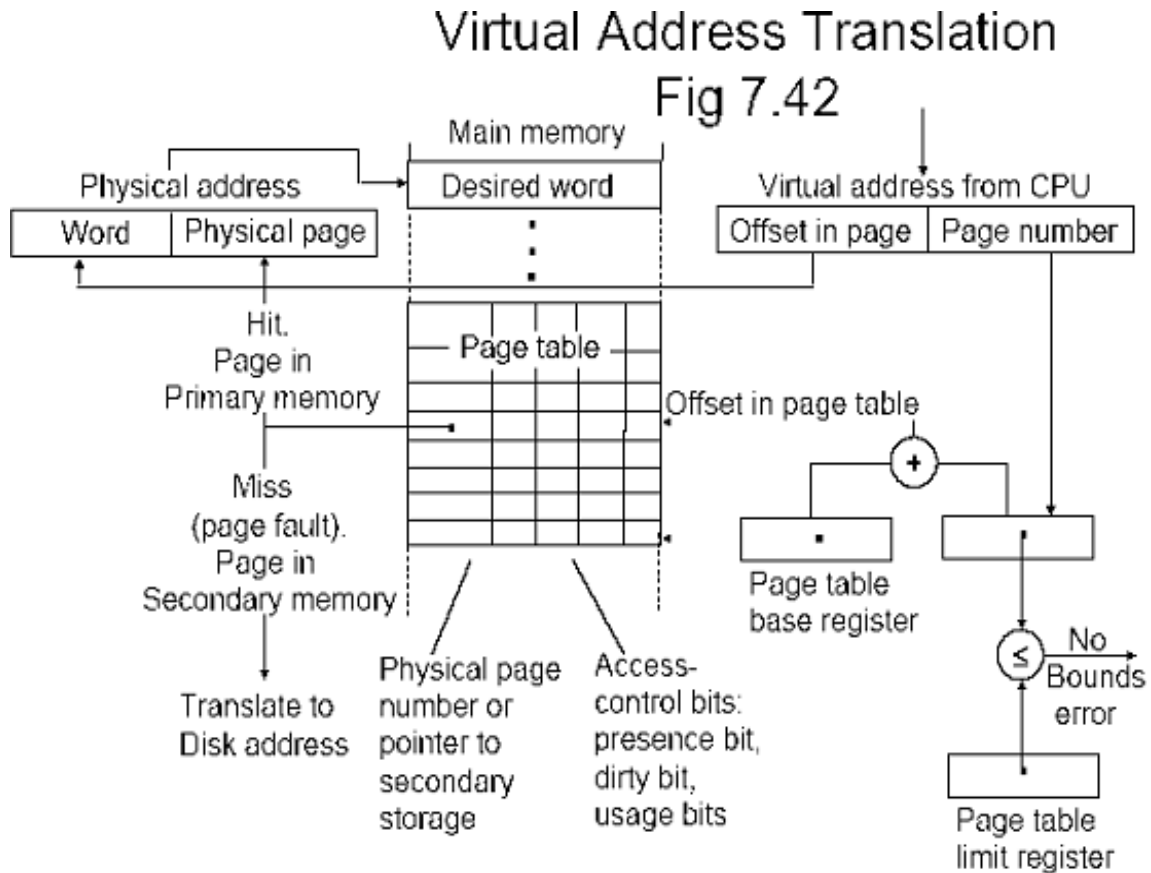 Virtual Address Translation
Fig 7.42
Main memory
Physical address
Desired word
Virtual address from CPU
Word
Physical page
Offset in page
Page number
Hit.
Page in
Primary memory
Page table
Offset in page table
+
Miss
(page fault).
Page in
Secondary memory
Page table
base register
Translate to
Disk address
Physical page
number or
pointer to
secondary
storage
Access-
control bits:
presence bit,
dirty bit,
usage bits
≤
No
Bounds
error
Page table
limit register